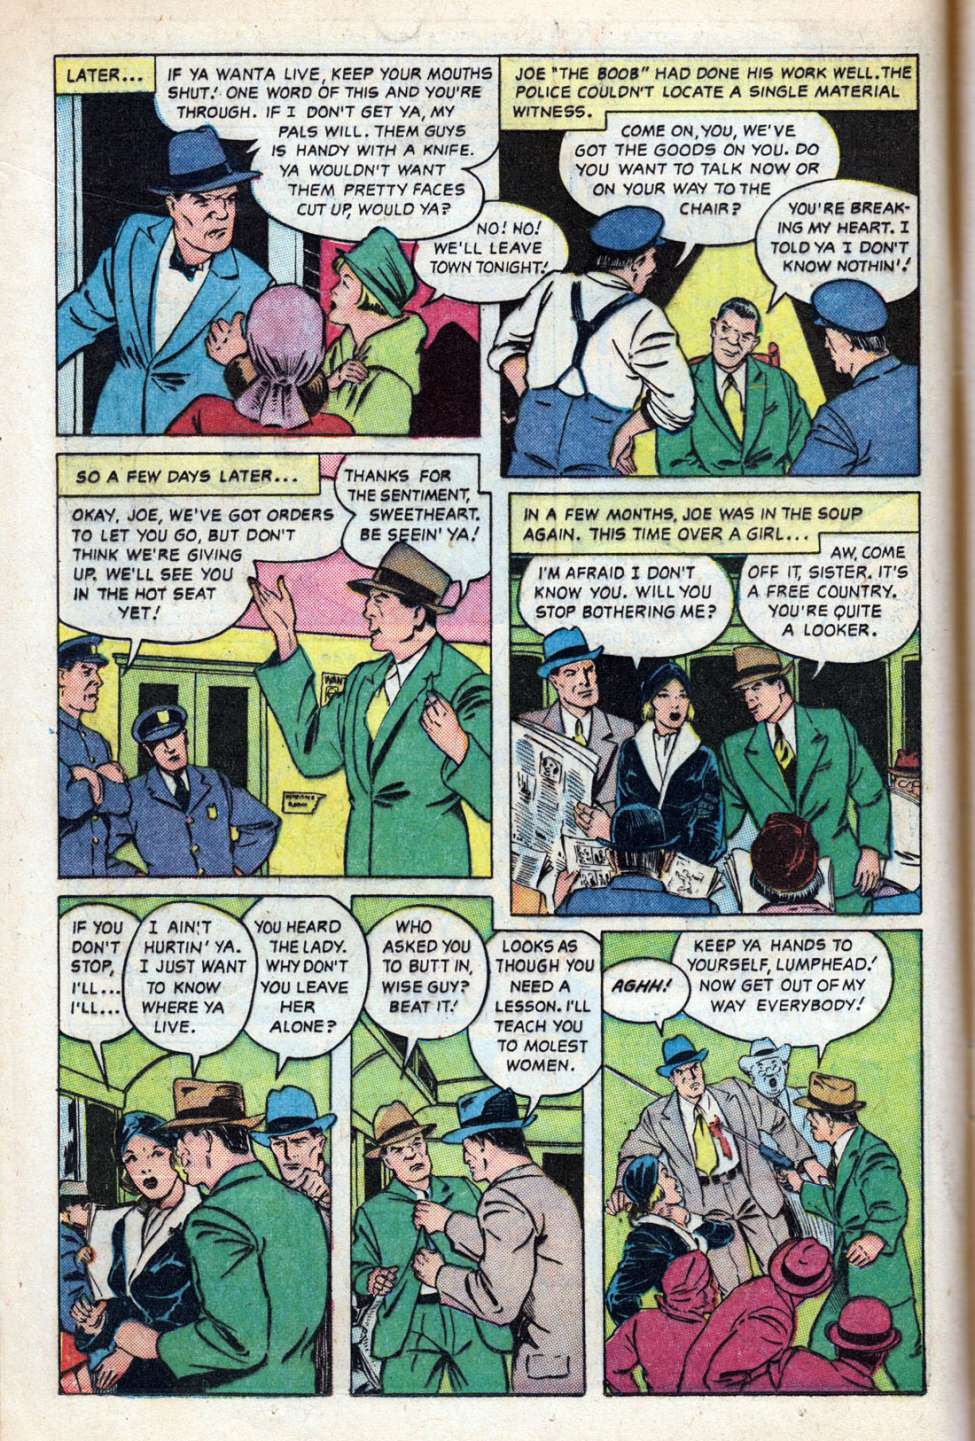 LATER...
IF YA WANTA LIVE, KEEP YOUR MOUTHS
SHUT! ONE WORD OF THIS AND YOU'RE
THROUGH. IF I DON'T GET YA, MY
PALS WILL. THEM GUYS
IS HANDY WITH A KNIFE.
YA WOULDN'T WANT
THEM PRETTY FACES
CUT UP, WOULD YA?
NO! NO!
WE'LL LEAVE
TOWN TONIGHT!
JOE "THE BOOB" HAD DONE HIS WORK WELL. THE
POLICE COULDN'T LOCATE A SINGLE MATERIAL
WITNESS.
COME ON, YOU, WE'VE
GOT THE GOODS ON YOU. DO
YOU WANT TO TALK NOW OR
ON YOUR WAY TO THE
CHAIR?
YOU'RE BREAK-
ING MY HEART. I
TOLD YA I DON'T
KNOW NOTHIN'!
SO A FEW DAYS LATER...
OKAY, JOE, WE'VE GOT ORDERS
TO LET YOU GO, BUT DON'T
THINK WE'RE GIVING
UP. WE'LL SEE YOU
IN THE HOT SEAT
YET!
THANKS FOR
THE SENTIMENT,
SWEETHEART.
BE SEEIN' YA!
WANT
IN A FEW MONTHS, JOE WAS IN THE SOUP
AGAIN. THIS TIME OVER A GIRL...
I'M AFRAID I DON'T
KNOW YOU. WILL YOU
STOP BOTHERING ME?
AW, COME
OFF IT, SISTER. IT'S
A FREE COUNTRY.
YOU'RE QUITE
A LOOKER.
IF YOU
DON'T
STOP,
I'LL...
I'LL...
I AIN'T
HURTIN' YA.
I JUST WANT
TO KNOW
WHERE YA
LIVE.
YOU HEARD
THE LADY.
WHY DON'T
YOU LEAVE
HER
ALONE?
WHO
ASKED YOU
TO BUTT IN,
WISE GUY?
BEAT IT!
LOOKS AS
THOUGH YOU
NEED A
LESSON. I'LL
TEACH YOU
TO MOLEST
WOMEN.
AGHH!
KEEP YA HANDS TO
YOURSELF, LUMPHEAD!
NOW GET OUT OF MY
WAY EVERYBODY!